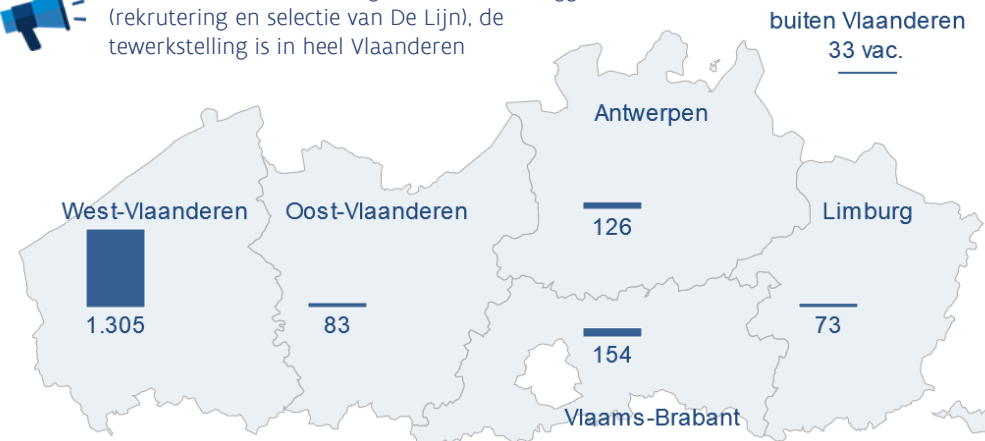 (rekrutering en selectie van De Lijn), de
tewerkstelling is in heel Vlaanderen
buiten Vlaanderen
33 vac.
Antwerpen
126
West-Vlaanderen
1.305
Oost-Vlaanderen
83
Limburg
73
154
Vlaams-Brabant